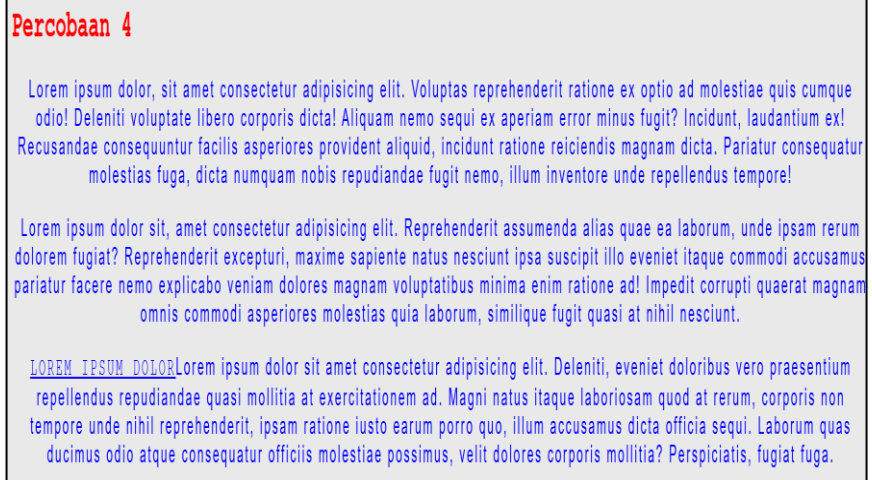 Percobaan 4
Lorem ipsum dolor, sit amet consectetur adipisicing elit. Voluptas reprehenderit ratione ex optio ad molestiae quis cumque
odio! Deleniti voluptate libero corporis dicta! Aliquam nemo sequi ex aperiam error minus fugit? Incidunt, laudantium ex!
Recusandae consequuntur facilis asperiores provident aliquid, incidunt ratione reiciendis magnam dicta. Pariatur consequatur
molestias fuga, dicta numquam nobis repudiandae fugit nemo, illum inventore unde repellendus tempore!
Lorem ipsum dolor sit, amet consectetur adipisicing elit. Reprehenderit assumenda alias quae ea laborum, unde ipsam rerum
dolorem fugiat? Reprehenderit excepturi, maxime sapiente natus nesciunt ipsa suscipit illo eveniet itaque commodi accusamus
pariatur facere nemo explicabo veniam dolores magnam voluptatibus minima enim ratione ad! Impedit corrupti quaerat magnam
omnis commodi asperiores molestias quia laborum, similique fugit quasi at nihil nesciunt.
LOREM IPSUM DOLORLorem ipsum dolor sit amet consectetur adipisicing elit. Deleniti, eveniet doloribus vero praesentium
repellendus repudiandae quasi mollitia at exercitationem ad. Magni natus itaque laboriosam quod at rerum, corporis non
tempore unde nihil reprehenderit, ipsam ratione iusto earum porro quo, illum accusamus dicta officia sequi. Laborum quas
ducimus odio atque consequatur officiis molestiae possimus, velit dolores corporis mollitia? Perspiciatis, fugiat fuga.